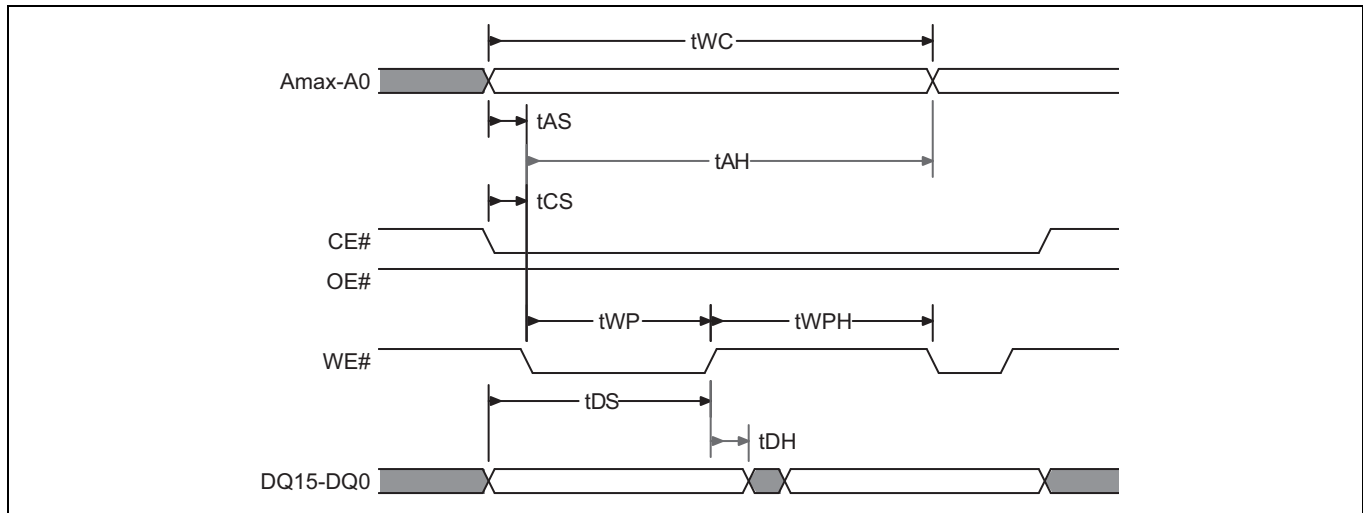 tWC
Amax-A0
tAS
tAH
tCS
CE#
OE#
tWP
tWPH
WE#
tDS
tDH
DQ15-DQ0